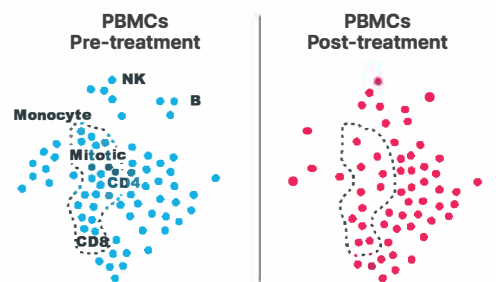 PBMCs
Pre-treatment
PBMCs
Post-treatment
NK
B
Monocyte
Mitotic
CD4
CD8